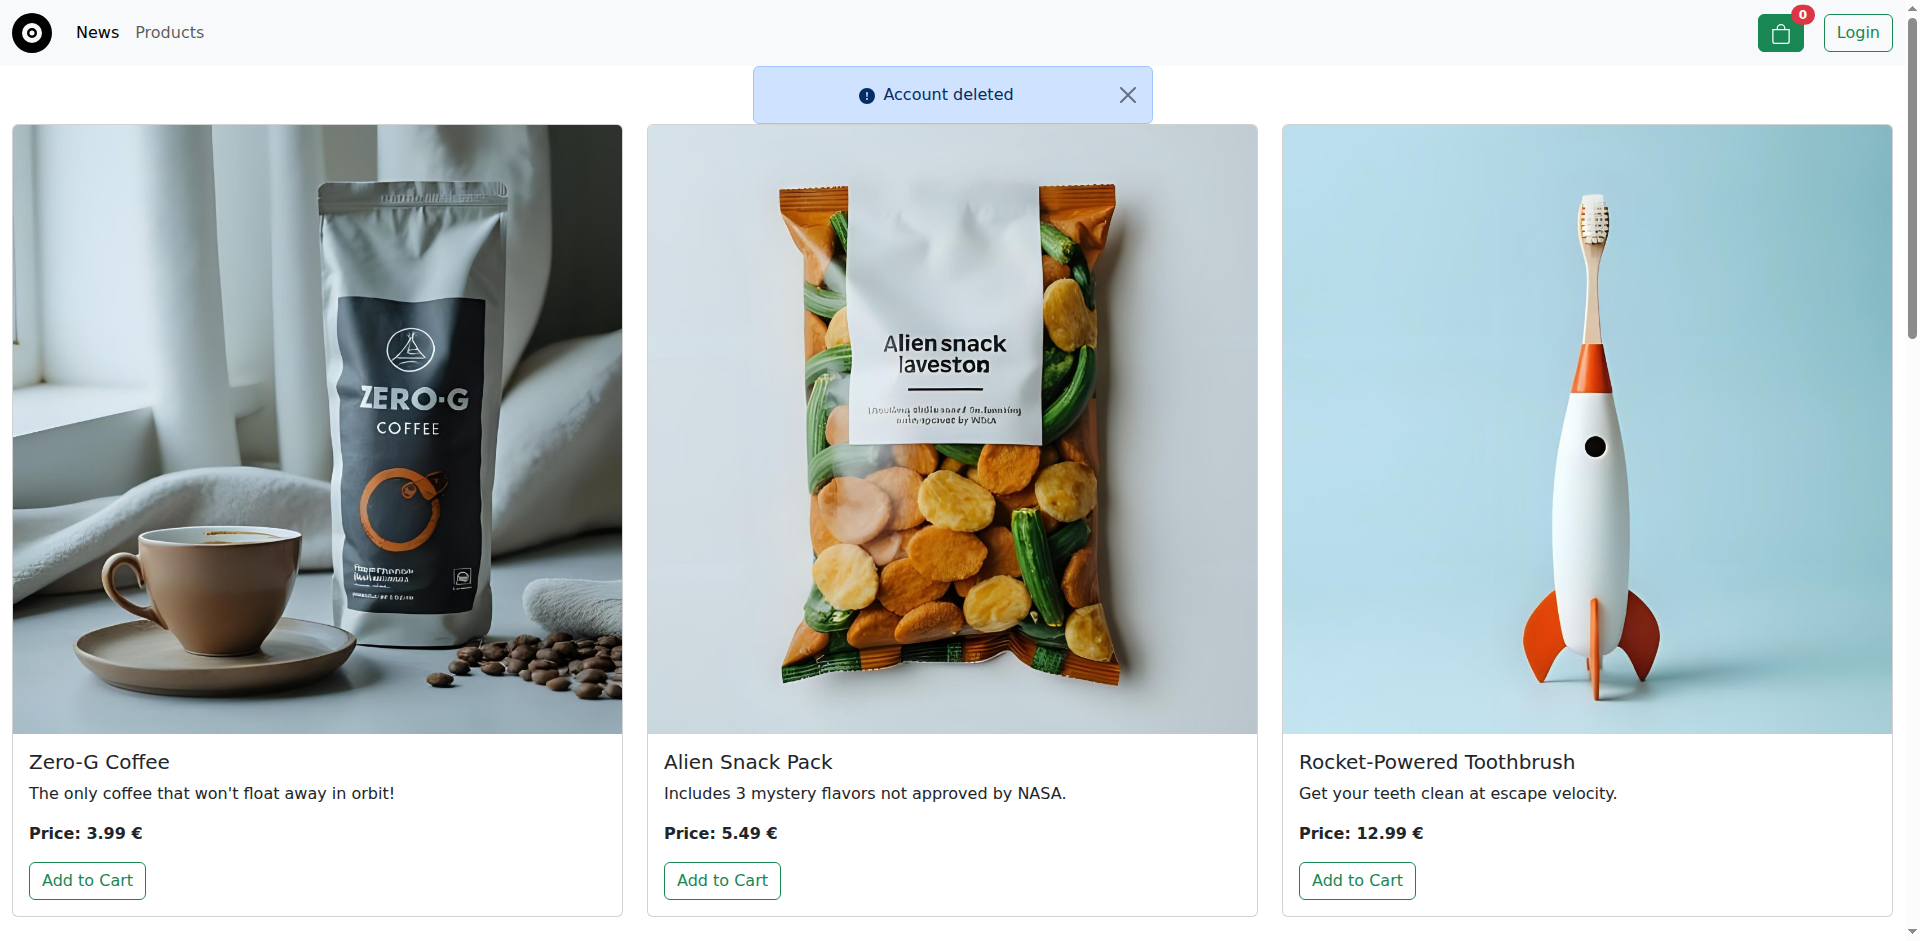 News
Products
0
Login
Account deleted
ZERO·G
COFFEE
Alien snack
laveston
Zero-G Coffee
The only coffee that won't float away in orbit!
Price: 3.99 €
Add to Cart
Alien Snack Pack
Includes 3 mystery flavors not approved by NASA.
Price: 5.49 €
Add to Cart
Rocket-Powered Toothbrush
Get your teeth clean at escape velocity.
Price: 12.99 €
Add to Cart